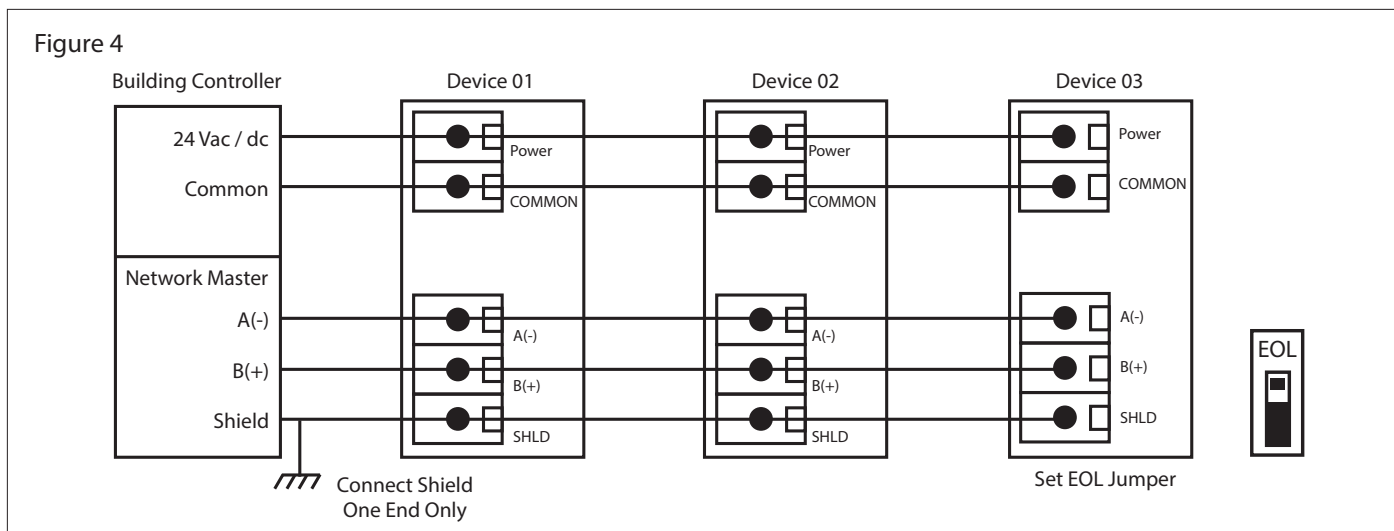 Figure 4
Building Controller
Device 01
Device 02
Device 03
24 Vac / dc
Power
Power
Power
Common
COMMON
COMMON
COMMON
Network Master
A(-)
A(-)
A(-)
A(-)
B(+)
B(+)
B(+)
B(+)
Shield
SHLD
SHLD
SHLD
EOL
Connect Shield
One End Only
Set EOL Jumper